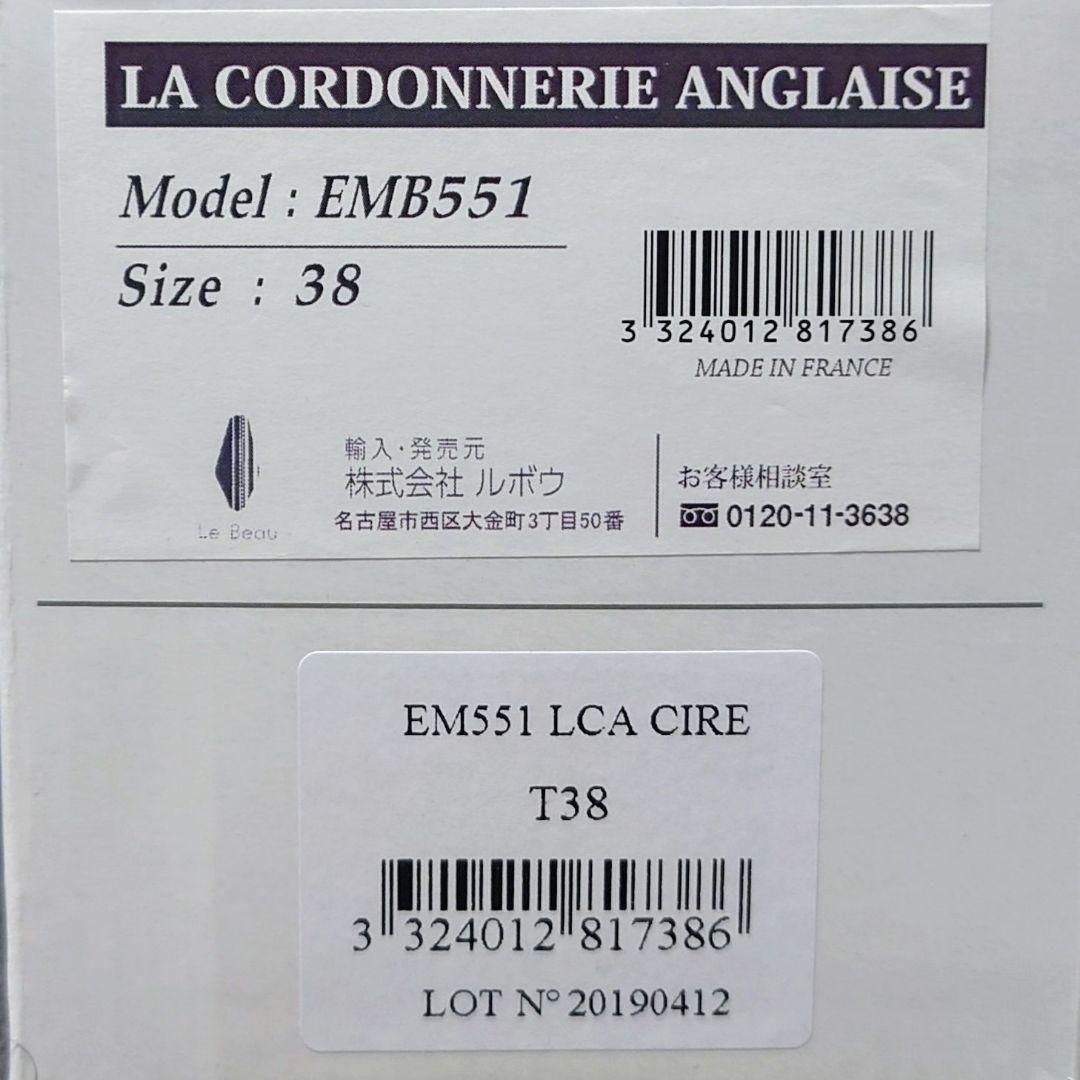 LA CORDONNERIE ANGLAISE
Model : EMB551
Size : 38
3 324012 817386
MADE IN FRANCE
Le Beau
輸入・発売元
株式会社 ルボウ
名古屋市西区大金町3丁目50番
お客様相談室
0120-11-3638
EM551 LCA CIRE
T38
3 324012 817386
LOT N° 20190412